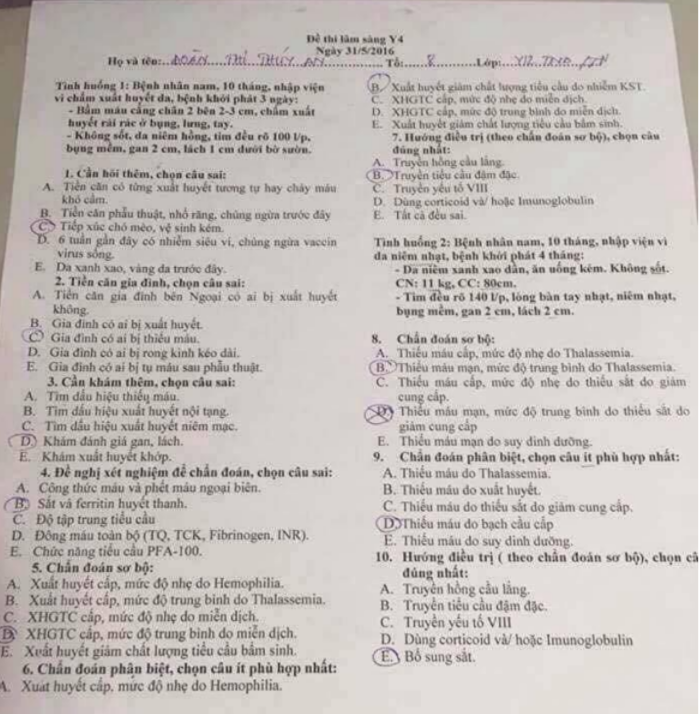 Đề thi lâm sàng Y4
Ngày 31/5/2016
Họ và tên: ĐOÀN THỊ THÚY AN Tổ: 8 Lớp: Y12
Tình huống 1: Bệnh nhân nam, 10 tháng, nhập viện
vì chấm xuất huyết da, bệnh khởi phát 3 ngày:
- Bầm máu cẳng chân 2 bên 2-3 cm, chấm xuất
huyết rải rác ở bụng, lưng, tay.
- Không sốt, da niêm hồng, tim đều rõ 100 l/p,
bụng mềm, gan 2 cm, lách 1 cm dưới bờ sườn.
1. Cần hỏi thêm, chọn câu sai:
A. Tiền căn có từng xuất huyết tương tự hay chảy máu
khó cầm.
B. Tiền căn phẫu thuật, nhổ răng, chủng ngừa trước đây
C. Tiếp xúc chó mèo, vệ sinh kém.
D. 6 tuần gần đây có nhiễm siêu vi, chủng ngừa vaccin
virus sống.
E. Da xanh xao, vàng da trước đây.
2. Tiền căn gia đình, chọn câu sai:
A. Tiền căn gia đình bên Ngoại có ai bị xuất huyết
không.
B. Gia đình có ai bị xuất huyết.
C. Gia đình có ai bị thiếu máu.
D. Gia đình có ai bị rong kinh kéo dài.
E. Gia đình có ai bị tụ máu sau phẫu thuật.
3. Cần khám thêm, chọn câu sai:
A. Tìm dấu hiệu thiếu máu.
B. Tìm dấu hiệu xuất huyết nội tạng.
C. Tìm dấu hiệu xuất huyết niêm mạc.
D. Khám đánh giá gan, lách.
E. Khám xuất huyết khớp.
4. Đề nghị xét nghiệm để chẩn đoán, chọn câu sai:
A. Công thức máu và phết máu ngoại biên.
B. Sắt và ferritin huyết thanh.
C. Độ tập trung tiểu cầu
D. Đông máu toàn bộ (TQ, TCK, Fibrinogen, INR).
E. Chức năng tiểu cầu PFA-100.
5. Chẩn đoán sơ bộ:
A. Xuất huyết cấp, mức độ nhẹ do Hemophilia.
B. Xuất huyết cấp, mức độ trung bình do Thalassemia.
C. XHGTC cấp, mức độ nhẹ do miễn dịch.
D. XHGTC cấp, mức độ trung bình do miễn dịch.
E. Xuất huyết giảm chất lượng tiểu cầu bẩm sinh.
6. Chẩn đoán phân biệt, chọn câu ít phù hợp nhất:
A. Xuất huyết cấp, mức độ nhẹ do Hemophilia.
B. Xuất huyết giảm chất lượng tiểu cầu do nhiễm KST.
C. XHGTC cấp, mức độ nhẹ do miễn dịch.
D. XHGTC cấp, mức độ trung bình do miễn dịch.
E. Xuất huyết giảm chất lượng tiểu cầu bẩm sinh.
7. Hướng điều trị (theo chẩn đoán sơ bộ), chọn câu
đúng nhất:
A. Truyền hồng cầu lắng.
B. Truyền tiểu cầu đậm đặc.
C. Truyền yếu tố VIII
D. Dùng corticoid và/ hoặc Imunoglobulin
E. Tất cả đều sai.
Tình huống 2: Bệnh nhân nam, 10 tháng, nhập viện vì
da niêm nhạt, bệnh khởi phát 4 tháng:
- Da niêm xanh xao dần, ăn uống kém. Không sốt.
CN: 11 kg, CC: 80cm.
- Tim đều rõ 140 l/p, lòng bàn tay nhạt, niêm nhạt,
bụng mềm, gan 2 cm, lách 2 cm.
8. Chẩn đoán sơ bộ:
A. Thiếu máu cấp, mức độ nhẹ do Thalassemia.
B. Thiếu máu mạn, mức độ trung bình do Thalassemia.
C. Thiếu máu cấp, mức độ nhẹ do thiếu sắt do giảm
cung cấp.
D. Thiếu máu mạn, mức độ trung bình do thiếu sắt do
giảm cung cấp
E. Thiếu máu mạn do suy dinh dưỡng.
9. Chẩn đoán phân biệt, chọn câu ít phù hợp nhất:
A. Thiếu máu do Thalassemia.
B. Thiếu máu do xuất huyết.
C. Thiếu máu do thiếu sắt do giảm cung cấp.
D. Thiếu máu do bạch cầu cấp
E. Thiếu máu do suy dinh dưỡng.
10. Hướng điều trị ( theo chẩn đoán sơ bộ), chọn câ
đúng nhất:
A. Truyền hồng cầu lắng.
B. Truyền tiểu cầu đậm đặc.
C. Truyền yếu tố VIII
D. Dùng corticoid và/ hoặc Imunoglobulin
E. Bổ sung sắt.